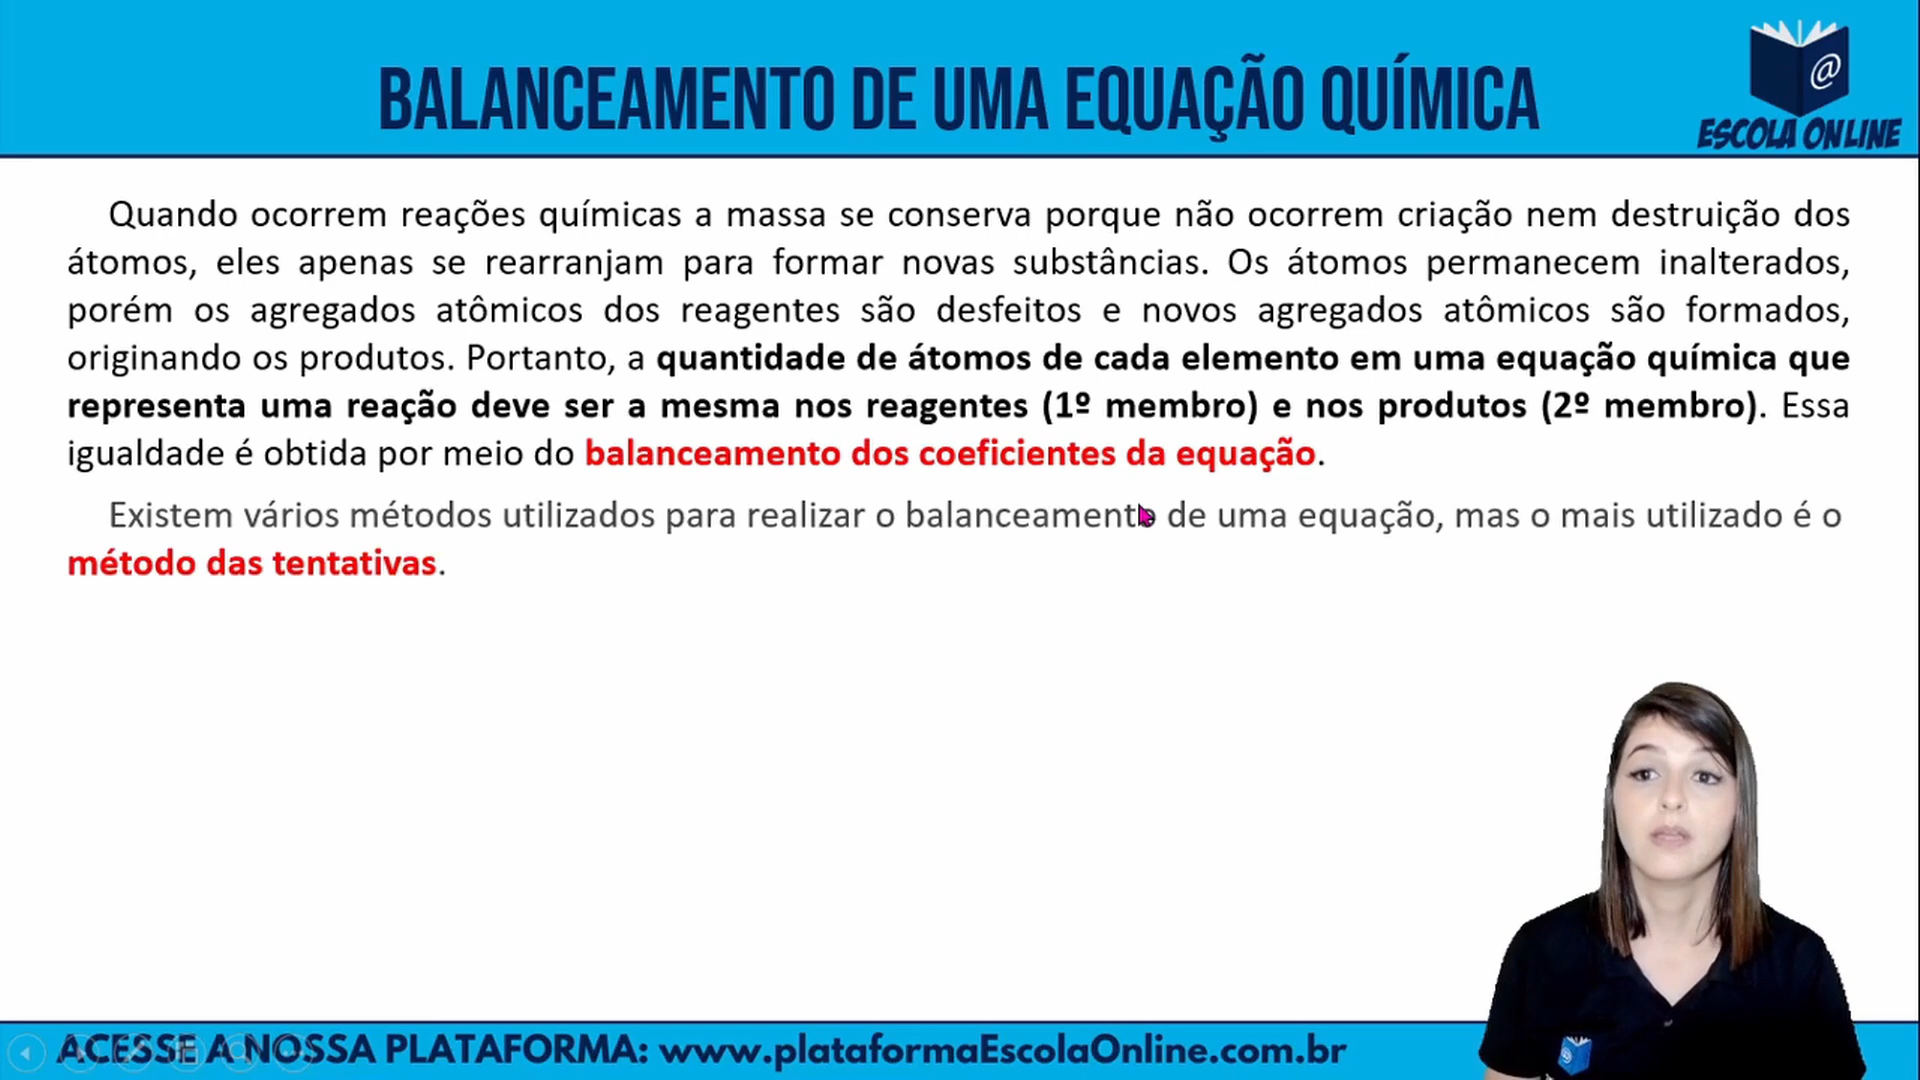 BALANCEAMENTO DE UMA EQUAÇÃO QUÍMICA
@
ESCOLA ONLINE
Quando ocorrem reações químicas a massa se conserva porque não ocorrem criação nem destruição dos
átomos, eles apenas se rearranjam para formar novas substâncias. Os átomos permanecem inalterados,
porém os agregados atômicos dos reagentes são desfeitos e novos agregados atômicos são formados,
originando os produtos. Portanto, a quantidade de átomos de cada elemento em uma equação química que
representa uma reação deve ser a mesma nos reagentes (1º membro) e nos produtos (2º membro). Essa
igualdade é obtida por meio do balanceamento dos coeficientes da equação.
Existem vários métodos utilizados para realizar o balanceamento de uma equação, mas o mais utilizado é o
método das tentativas.
ACESSE A NOSSA PLATAFORMA: www.plataformaEscolaOnline.com.br